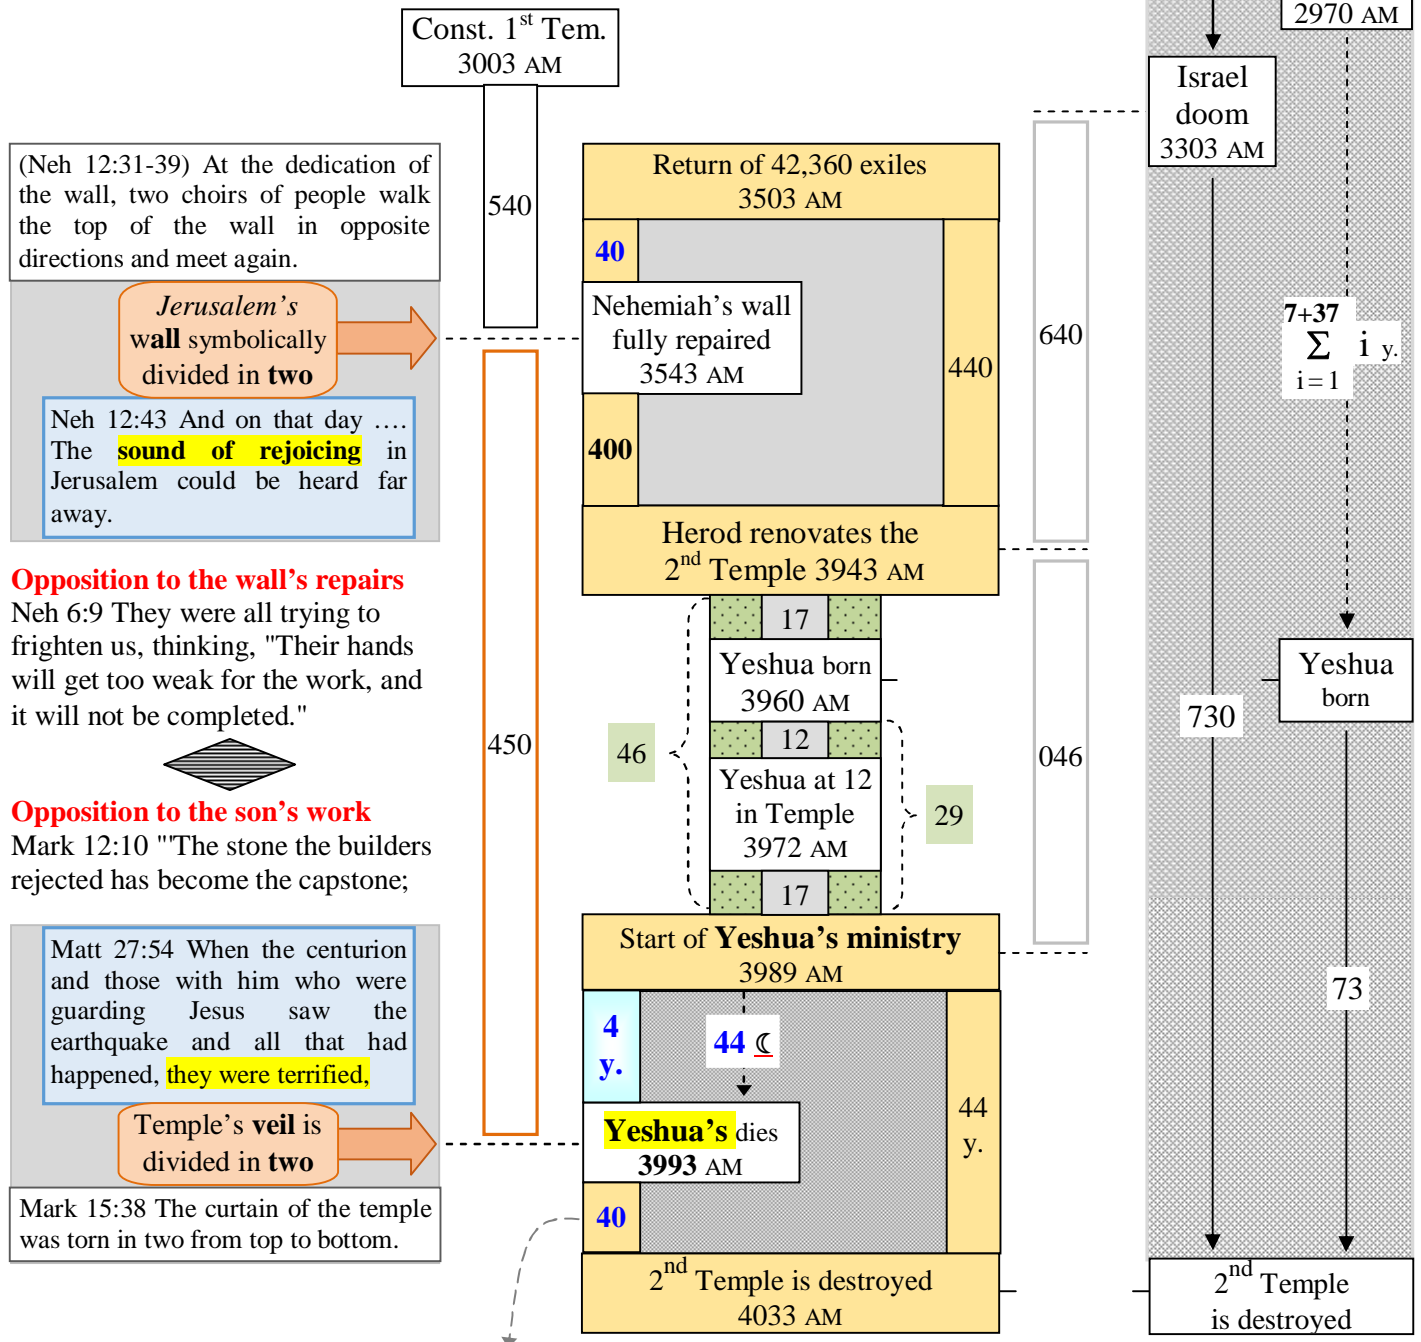 Const. 1st Tem.
3003 AM
540
(Neh 12:31-39) At the dedication of
the wall, two choirs of people walk
the top of the wall in opposite
directions and meet again.
Jerusalem's
wall symbolically
divided in two
Neh 12:43 And on that day ….
The sound of rejoicing in
Jerusalem could be heard far
away.
Opposition to the wall's repairs
Neh 6:9 They were all trying to
frighten us, thinking, "Their hands
will get too weak for the work, and
it will not be completed."
Opposition to the son's work
Mark 12:10 "'The stone the builders
rejected has become the capstone;
Matt 27:54 When the centurion
and those with him who were
guarding Jesus saw the
earthquake and all that had
happened, they were terrified,
Temple's veil is
divided in two
Mark 15:38 The curtain of the temple
was torn in two from top to bottom.
450
Return of 42,360 exiles
3503 AM
40
Nehemiah's wall
fully repaired
3543 AM
400
440
Herod renovates the
2nd Temple 3943 AM
17
Yeshua born
3960 AM
12
Yeshua at 12
in Temple
3972 AM
17
46
29
Start of Yeshua's ministry
3989 AM
4
y.
44 ☾
Yeshua's dies
3993 AM
40
44
y.
2nd Temple is destroyed
4033 AM
640
046
2970 AM
Israel
doom
3303 AM
7+37
Σ i y.
i = 1
Yeshua
born
730
73
2nd Temple
is destroyed